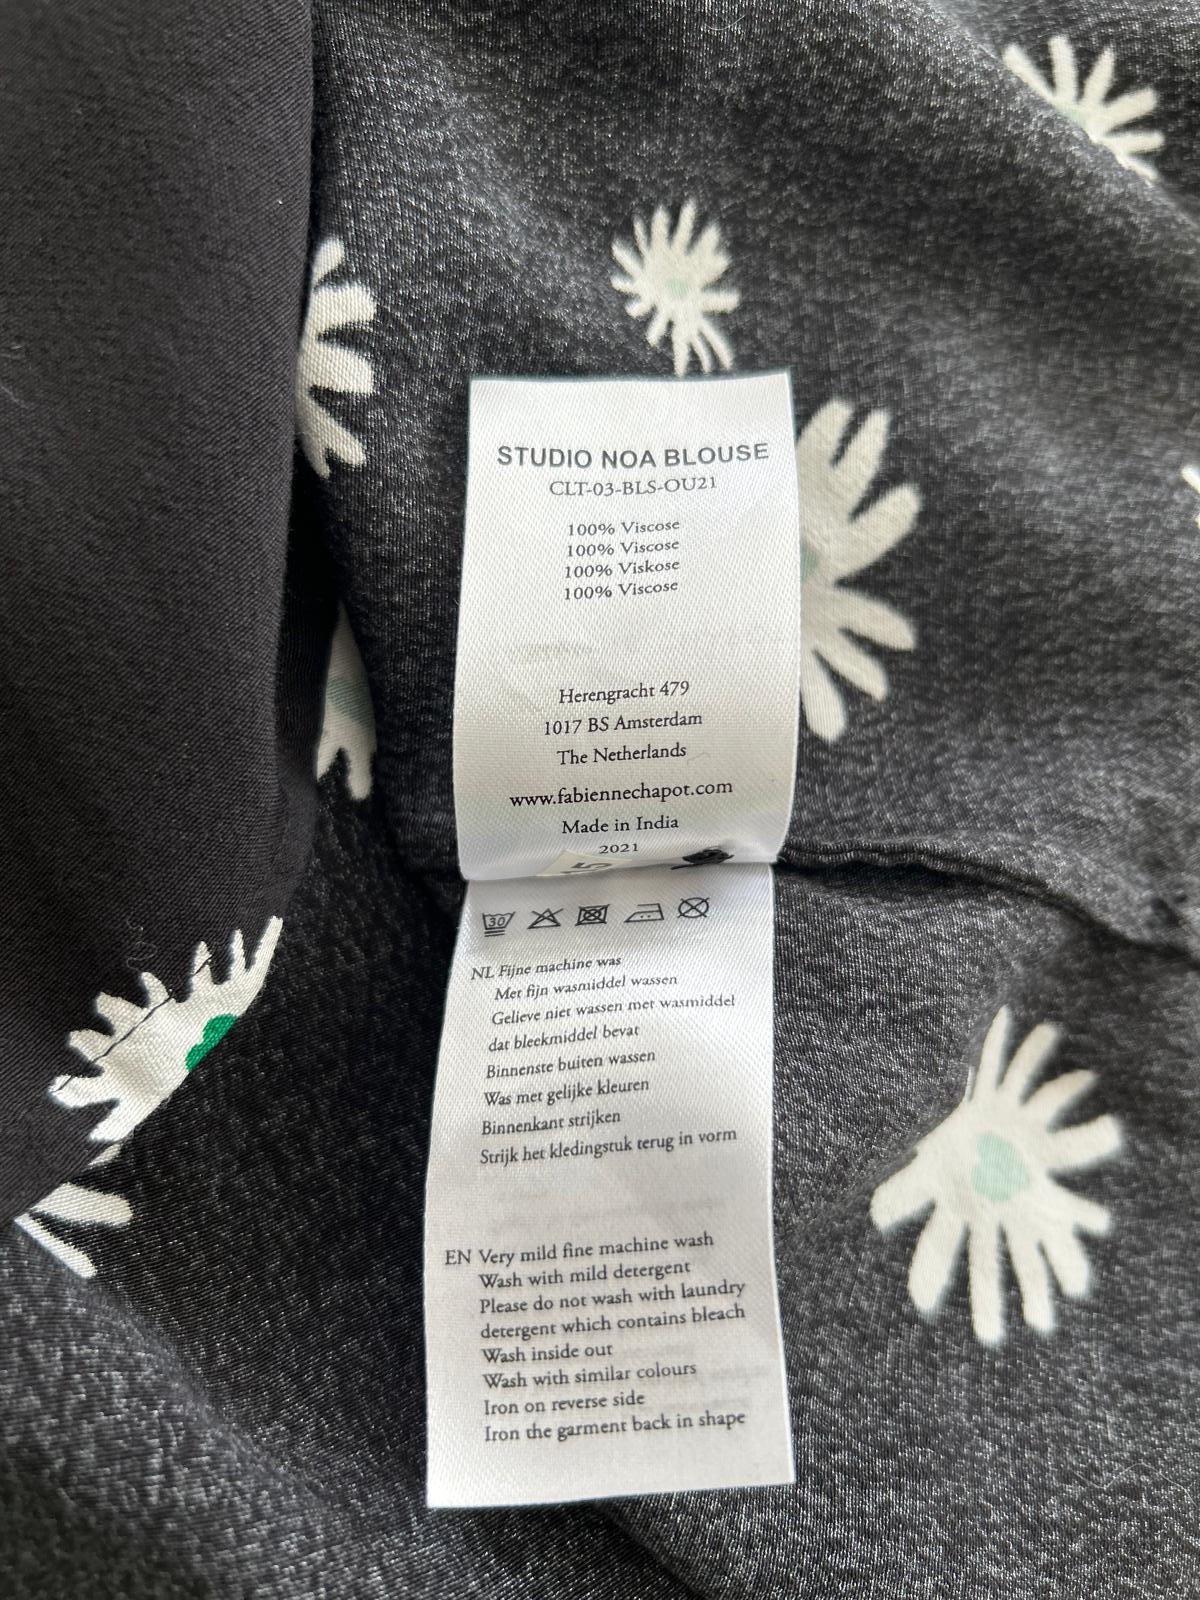 STUDIO NOA BLOUSE
CLT-03-BLS-OU21
100% Viscose
100% Viscose
100% Viskose
100% Viscose
Herengracht 479
1017 BS Amsterdam
The Netherlands
www.fabiennechapot.com
Made in India
2021
30
NL Fijne machine was
Met fijn wasmiddel wassen
Gelieve niet wassen met wasmiddel
dat bleekmiddel bevat
Binnenste buiten wassen
Was met gelijke kleuren
Binnenkant strijken
Strijk het kledingstuk terug in vorm
EN Very mild fine machine wash
Wash with mild detergent
Please do not wash with laundry
detergent which contains bleach
Wash inside out
Wash with similar colours
Iron on reverse side
Iron the garment back in shape